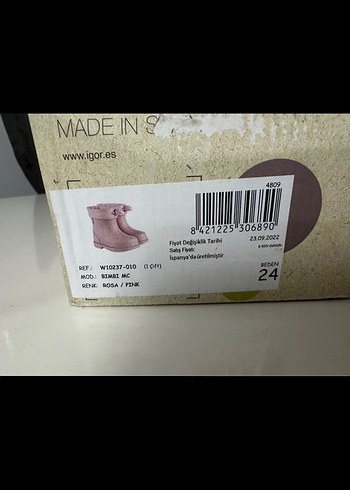 MADE IN S
www.igor.es
4809
8 421225 306890
Fiyat Değişiklik Tarihi 23.09.2022
Satış Fiyatı:
İspanya'da üretilmiştir
REF.: W10237-010 (1 Çift)
MOD.: BIMBI MC
RENK: ROSA / PINK
BEDEN
24